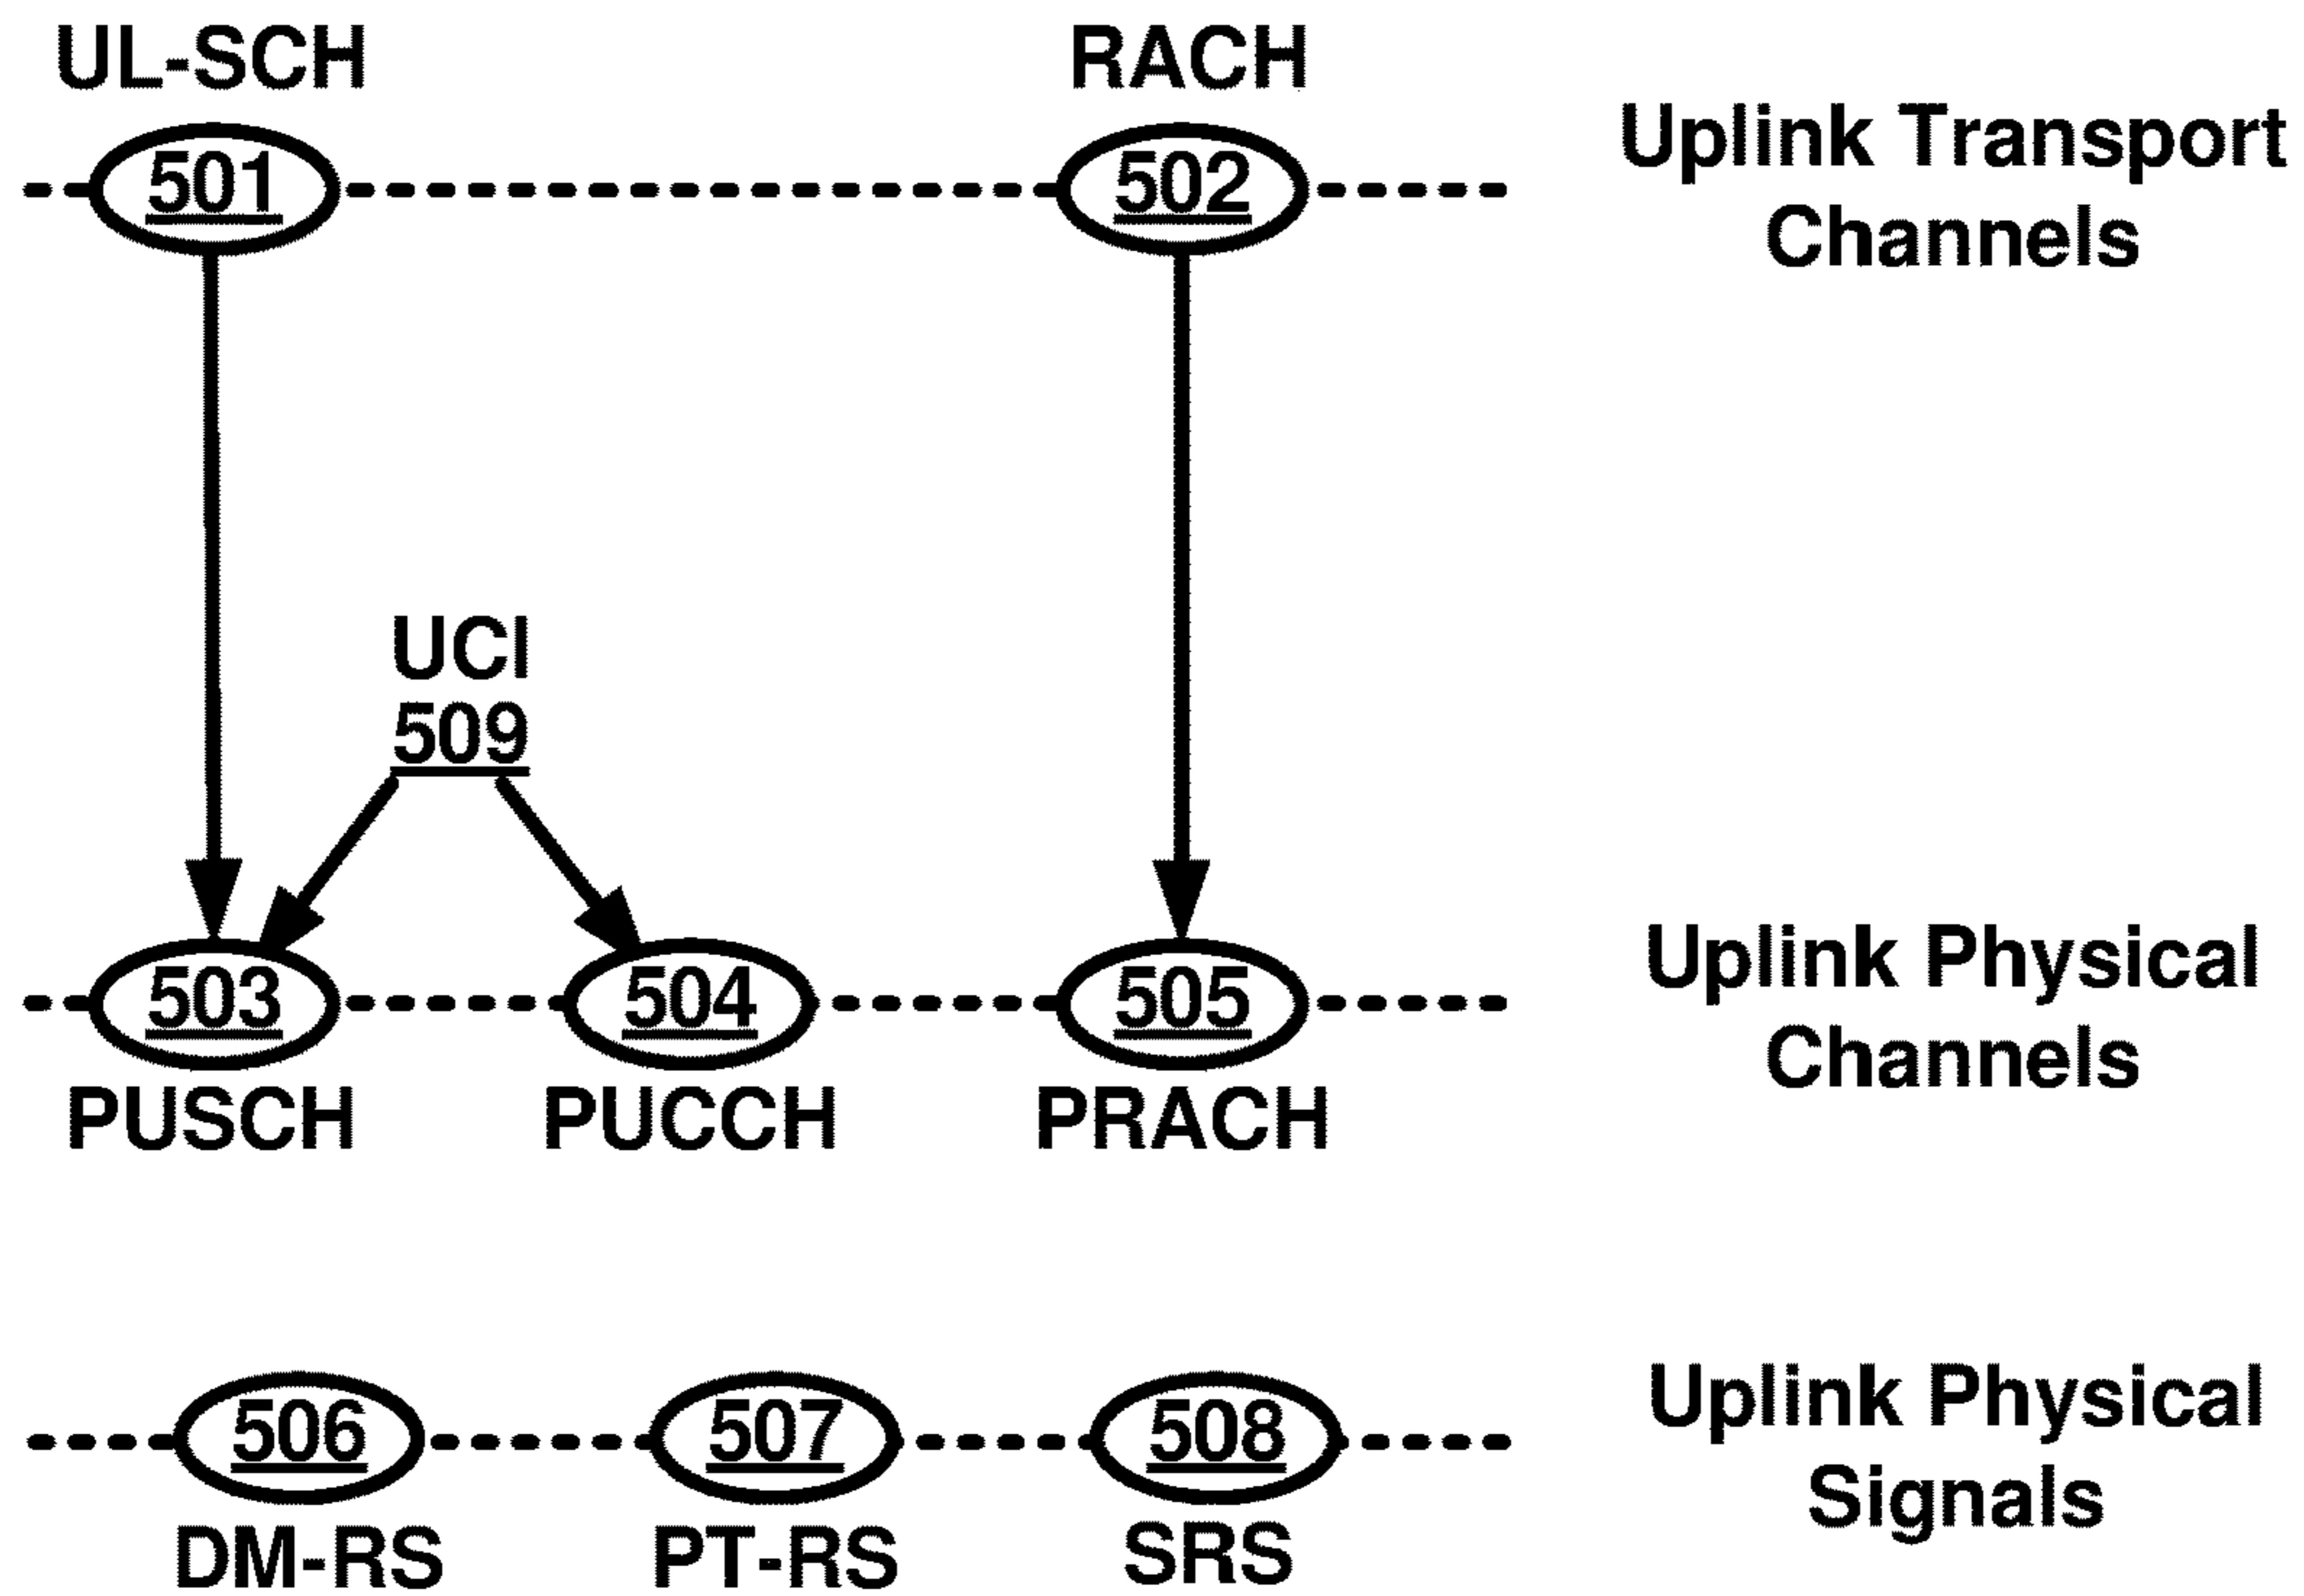 UL-SCH
RACH
501
502
Uplink Transport
Channels
UCI
509
503
504
505
Uplink Physical
Channels
PUSCH
PUCCH
PRACH
506
507
508
Uplink Physical
Signals
DM-RS
PT-RS
SRS